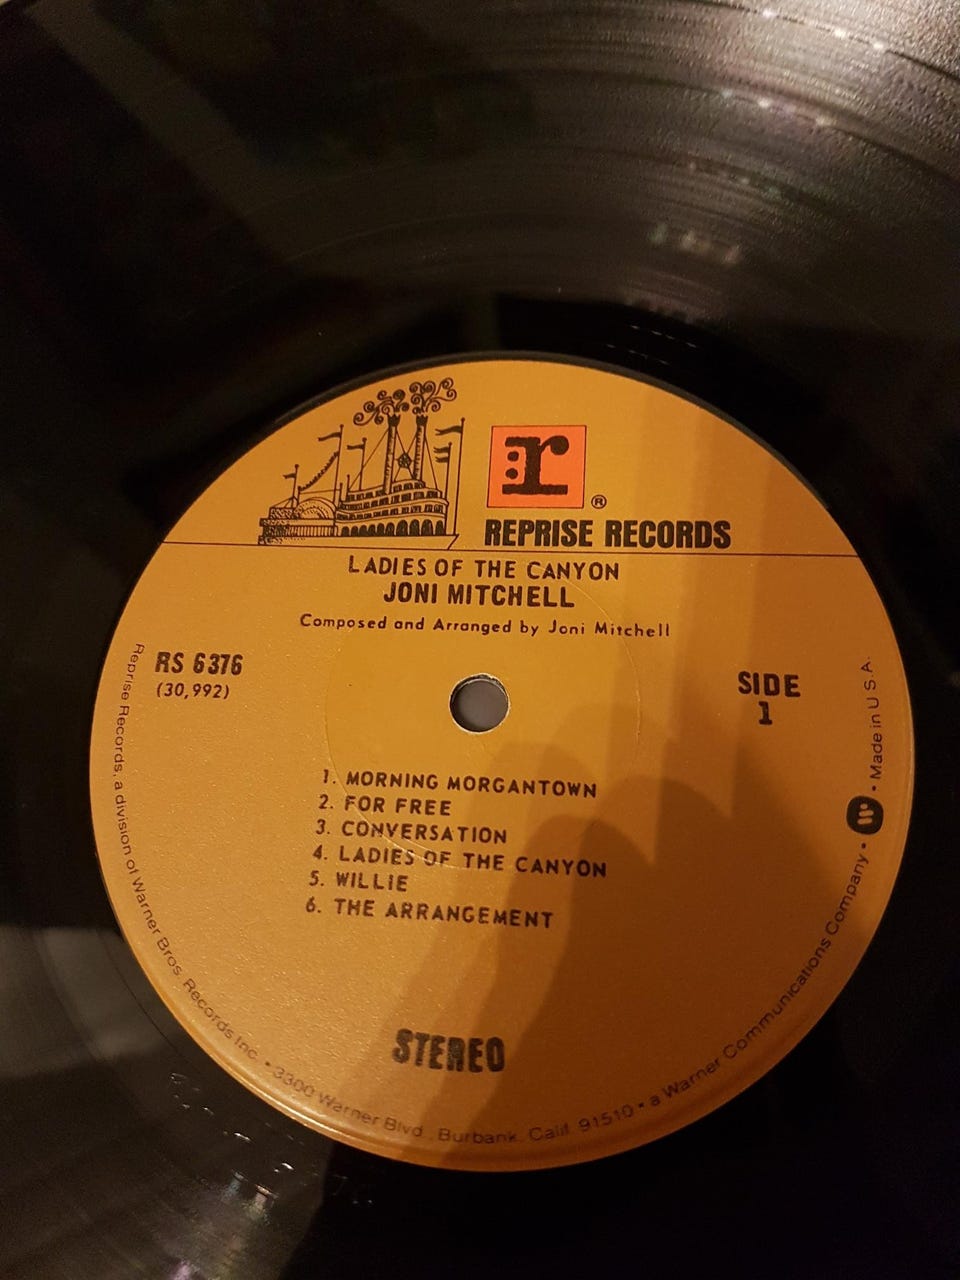 r
®
REPRISE RECORDS
LADIES OF THE CANYON
JONI MITCHELL
Composed and Arranged by Joni Mitchell
RS 6376
(30,992)
SIDE
1
1. MORNING MORGANTOWN
2. FOR FREE
3. CONVERSATION
4. LADIES OF THE CANYON
5. WILLIE
6. THE ARRANGEMENT
STEREO
Reprise Records, a division of Warner Bros. Records Inc. • 3300 Warner Blvd., Burbank, Calif. 91510 • a Warner Communications Company • W • Made in U.S.A.